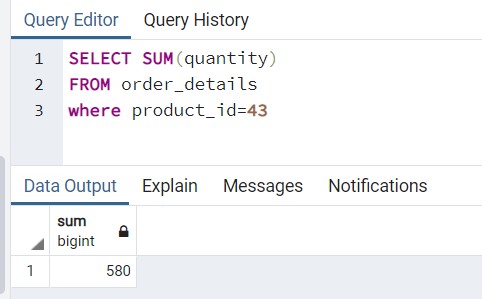 Query Editor Query History
1 SELECT SUM(quantity)
2 FROM order_details
3 where product_id=43
Data Output Explain Messages Notifications
sum
bigint
1 580